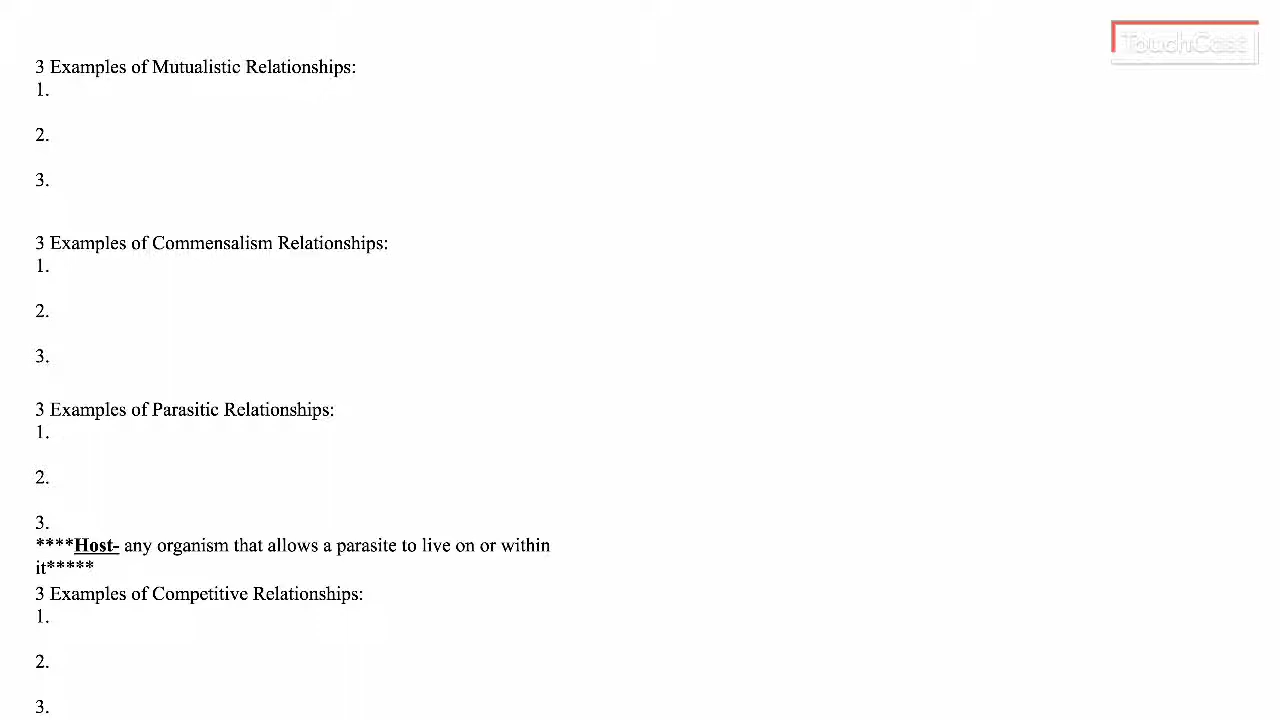 TouchCast
3 Examples of Mutualistic Relationships:
1.
2.
3.
3 Examples of Commensalism Relationships:
1.
2.
3.
3 Examples of Parasitic Relationships:
1.
2.
3.
****Host- any organism that allows a parasite to live on or within
it*****
3 Examples of Competitive Relationships:
1.
2.
3.